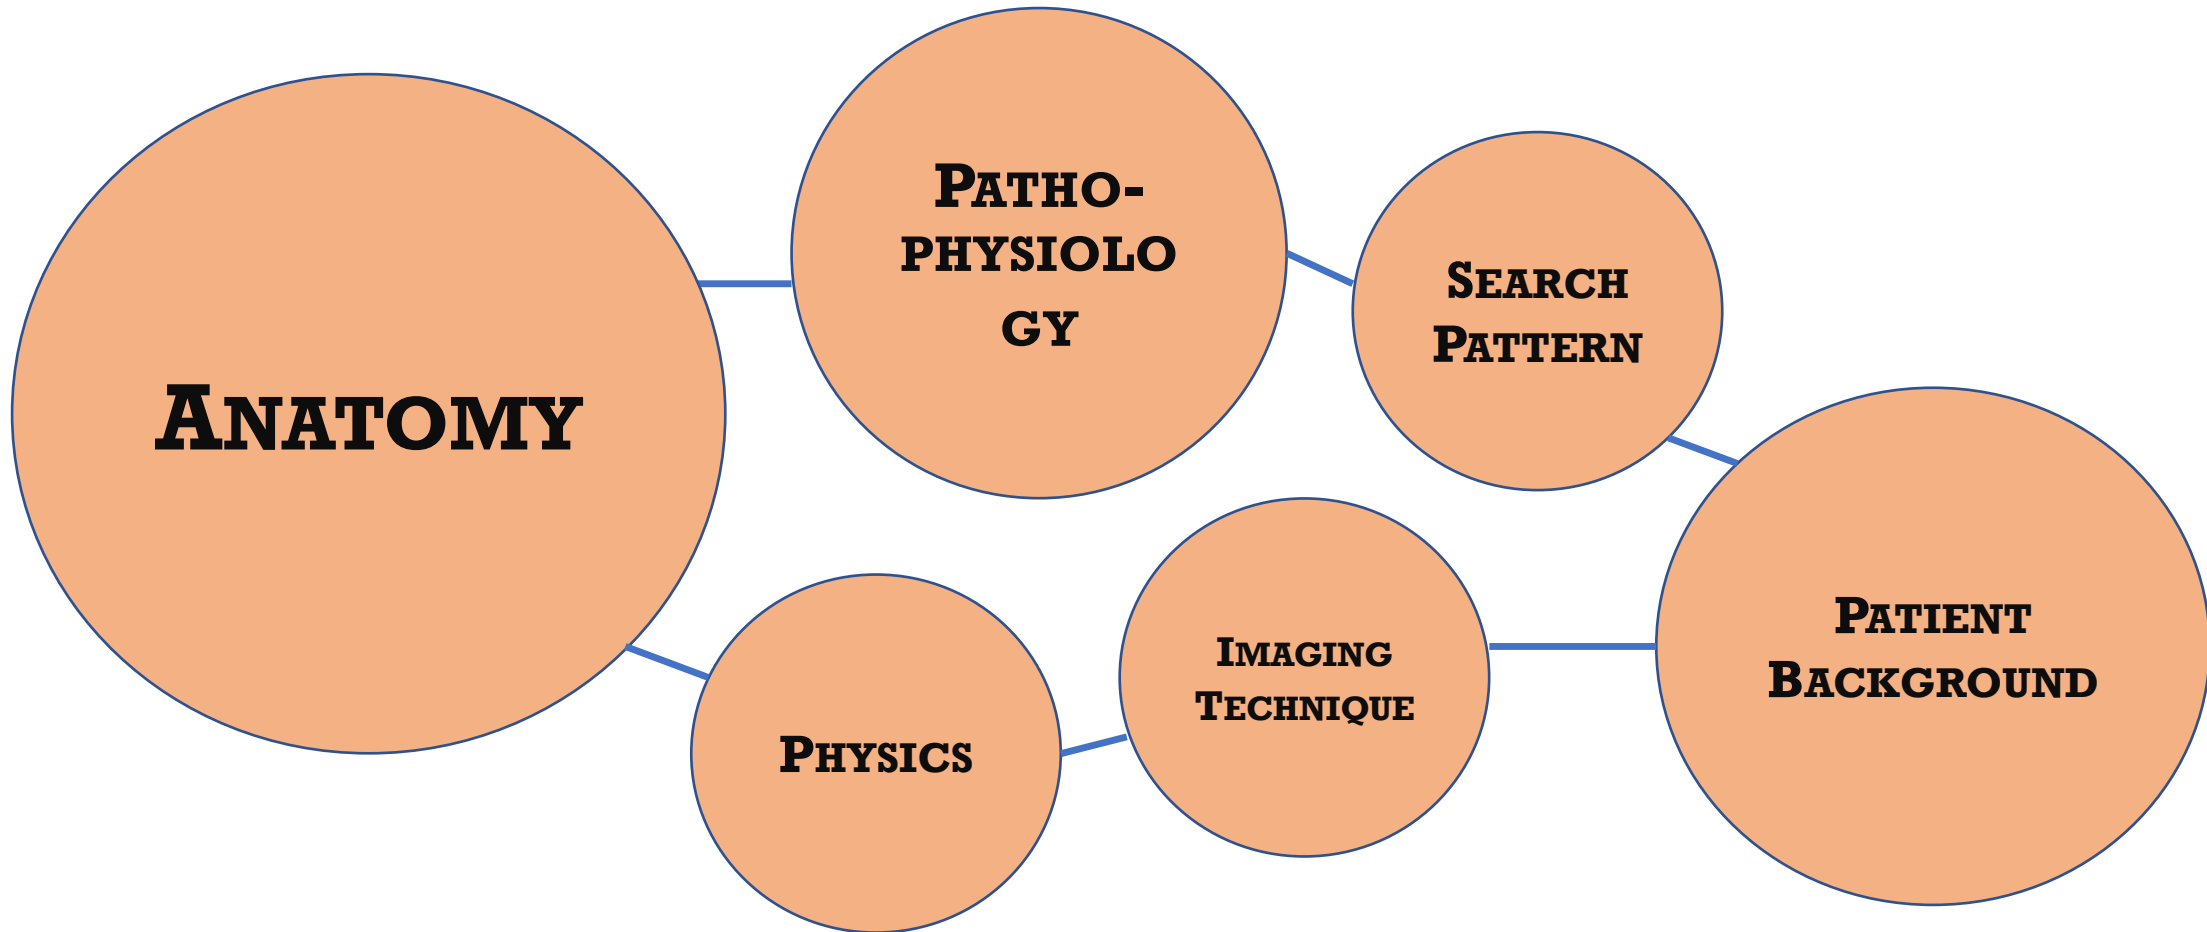 ANATOMY
PATHO-
PHYSIOLO
GY
SEARCH
PATTERN
PATIENT
BACKGROUND
IMAGING
TECHNIQUE
PHYSICS